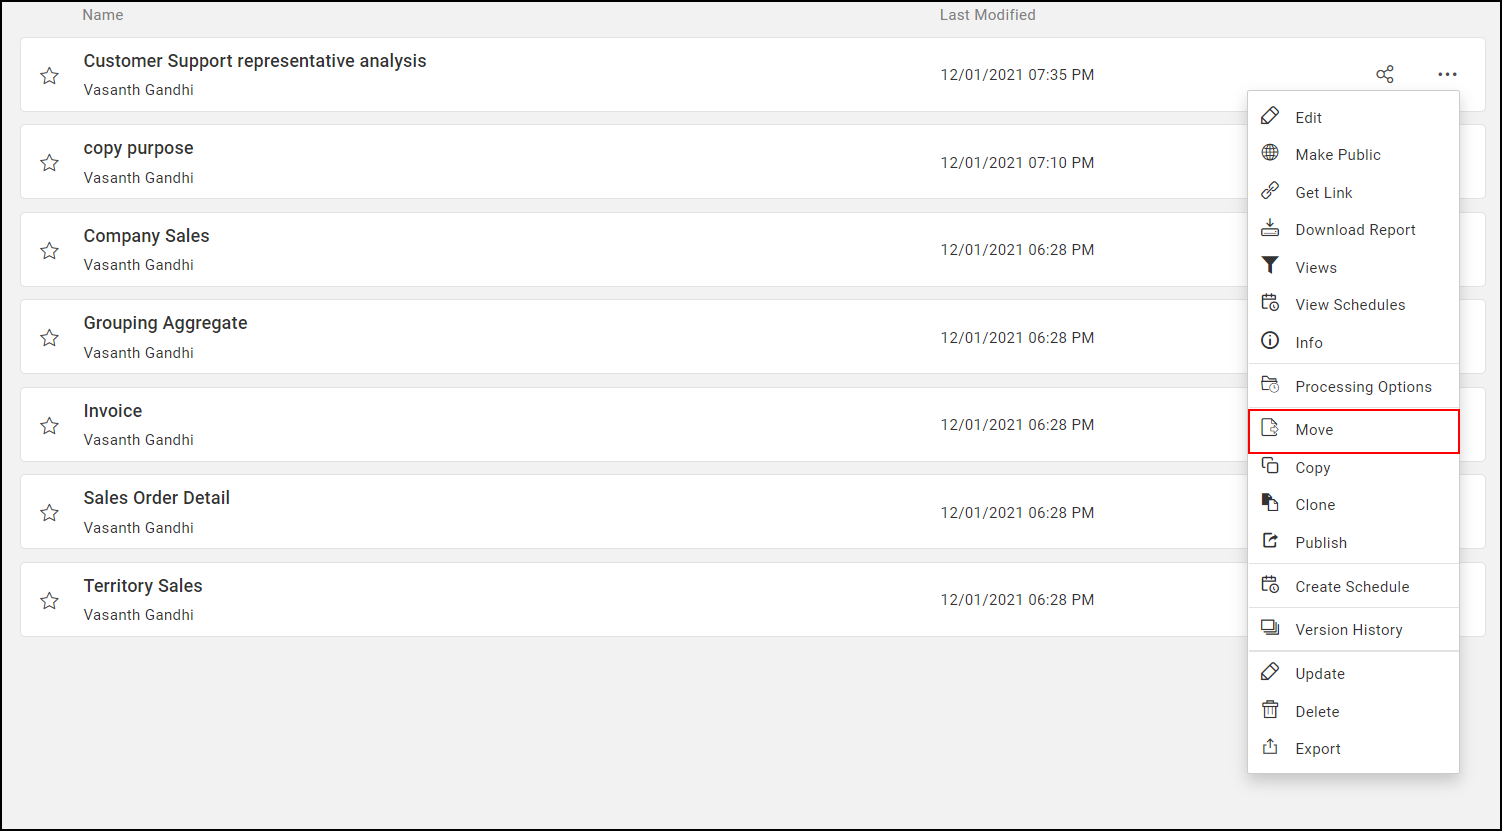 Name Last Modified
Customer Support representative analysis
Vasanth Gandhi
12/01/2021 07:35 PM
copy purpose
Vasanth Gandhi
12/01/2021 07:10 PM
Company Sales
Vasanth Gandhi
12/01/2021 06:28 PM
Grouping Aggregate
Vasanth Gandhi
12/01/2021 06:28 PM
Invoice
Vasanth Gandhi
12/01/2021 06:28 PM
Sales Order Detail
Vasanth Gandhi
12/01/2021 06:28 PM
Territory Sales
Vasanth Gandhi
12/01/2021 06:28 PM
Edit
Make Public
Get Link
Download Report
Views
View Schedules
Info
Processing Options
Move
Copy
Clone
Publish
Create Schedule
Version History
Update
Delete
Export